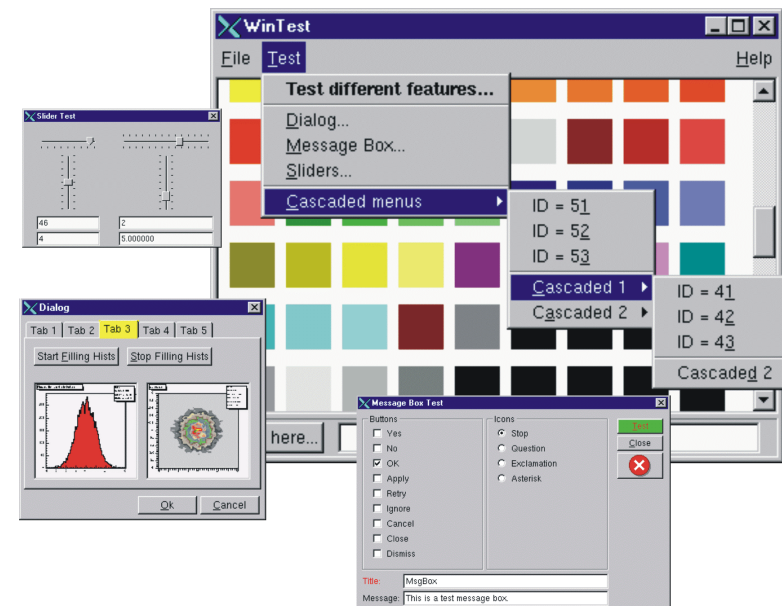 WinTest
File Test Help
Test different features...
Dialog...
Message Box...
Sliders...
Cascaded menus
ID = 51
ID = 52
ID = 53
Cascaded 1
Cascaded 2
ID = 41
ID = 42
ID = 43
Cascaded 2
here...
Slider Test
46 2
4 5.000000
Dialog
Tab 1 Tab 2 Tab 3 Tab 4 Tab 5
Start Filling Hists Stop Filling Hists
Ok Cancel
Message Box Test
Buttons
Yes
No
OK
Apply
Retry
Ignore
Cancel
Close
Dismiss
Icons
Stop
Question
Exclamation
Asterisk
Test
Close
Title: MsgBox
Message: This is a test message box.